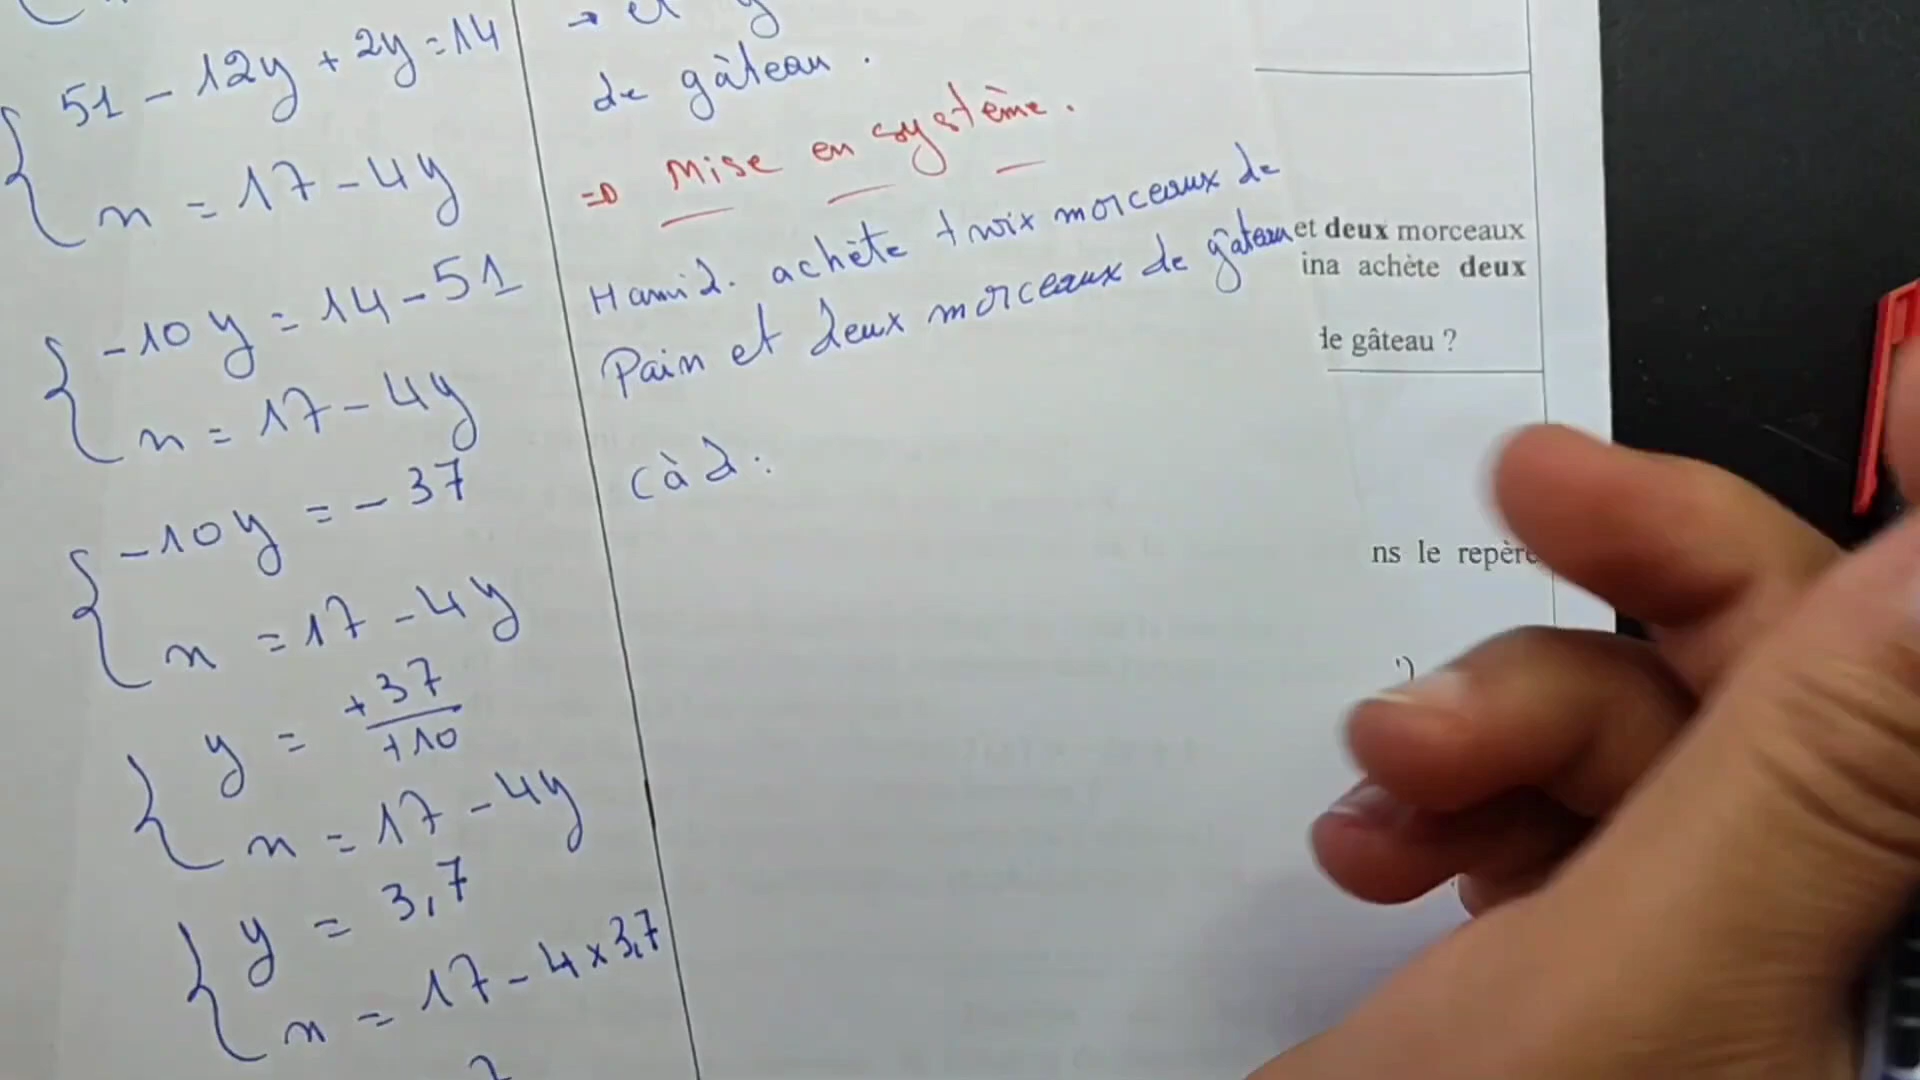 51 - 12y + 2y = 14
x = 17 - 4y
-10y = 14 - 51
x = 17 - 4y
-10y = -37
x = 17 - 4y
y = +37/+10
x = 17 - 4y
y = 3,7
x = 17 - 4 × 3,7
→ et y
de gâteau.
⇒ Mise en système.
Hamid. achète trois morceaux de
Pain et deux morceaux de gâteau
càd :
et deux morceaux
ina achète deux
de gâteau ?
ns le repère